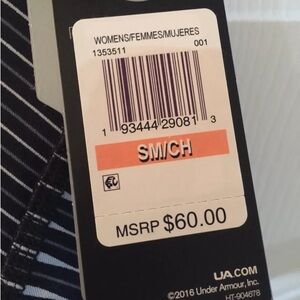 WOMENS/FEMMES/MUJERES
1353511 001
1 93444 29081 3
SM/CH
MSRP $60.00
UA.COM
©2016 Under Armour, Inc.
HT-904678